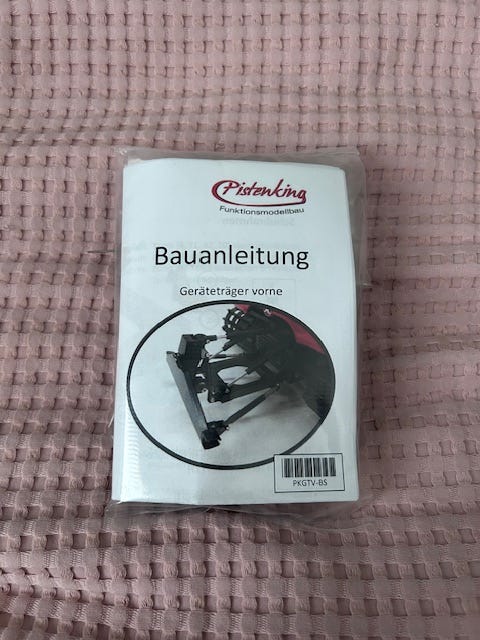 Pistenking
Funktionsmodellbau
Bauanleitung
Geräteträger vorne
PKGTV-BS